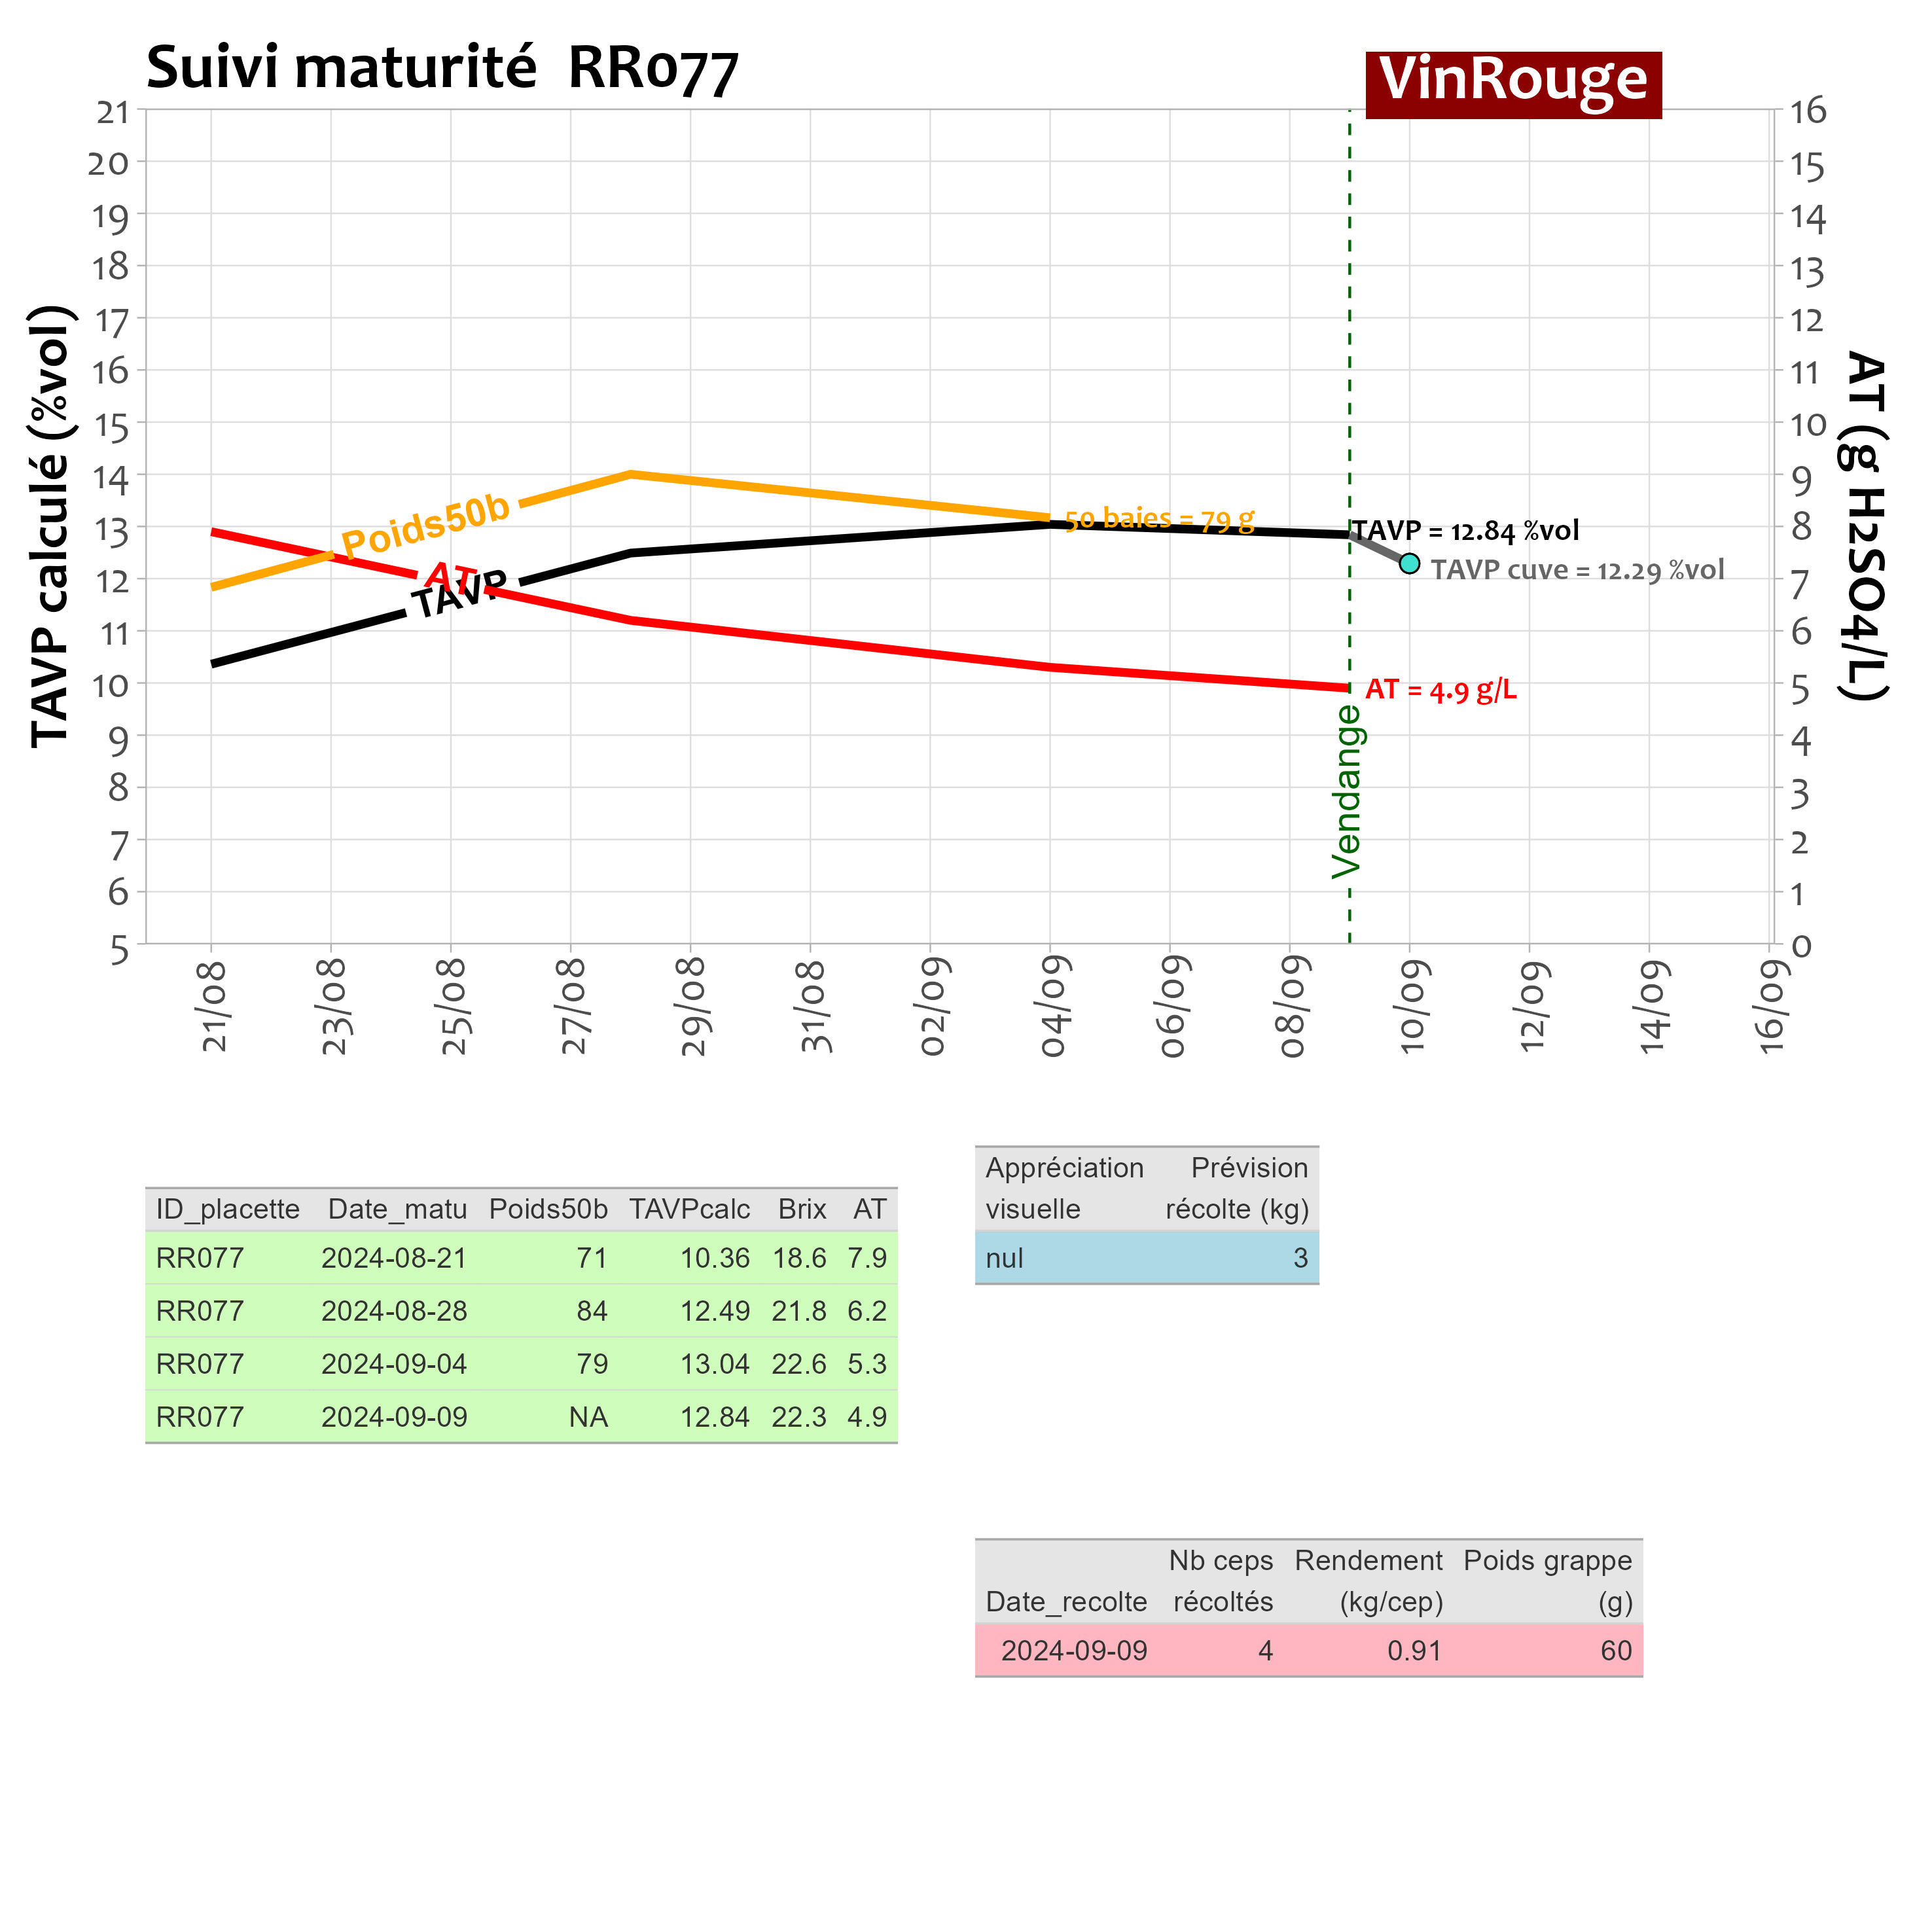 Suivi maturité RR077
VinRouge
TAVP calculé (%vol)
21
20
19
18
17
16
15
14
13
12
11
10
9
8
7
6
5
16
15
14
13
12
11
10
9
8
7
6
5
4
3
2
1
0
AT (g H2SO4/L)
Poids50b
AT
TAVP
50 baies = 79 g
TAVP = 12.84 %vol
TAVP cuve = 12.29 %vol
AT = 4.9 g/L
Vendange
21/08
23/08
25/08
27/08
29/08
31/08
02/09
04/09
06/09
08/09
10/09
12/09
14/09
16/09
ID_placette Date_matu Poids50b TAVPcalc Brix AT
RR077 2024-08-21 71 10.36 18.6 7.9
RR077 2024-08-28 84 12.49 21.8 6.2
RR077 2024-09-04 79 13.04 22.6 5.3
RR077 2024-09-09 NA 12.84 22.3 4.9
Appréciation Prévision
visuelle récolte (kg)
nul 3
Nb ceps Rendement Poids grappe
Date_recolte récoltés (kg/cep) (g)
2024-09-09 4 0.91 60